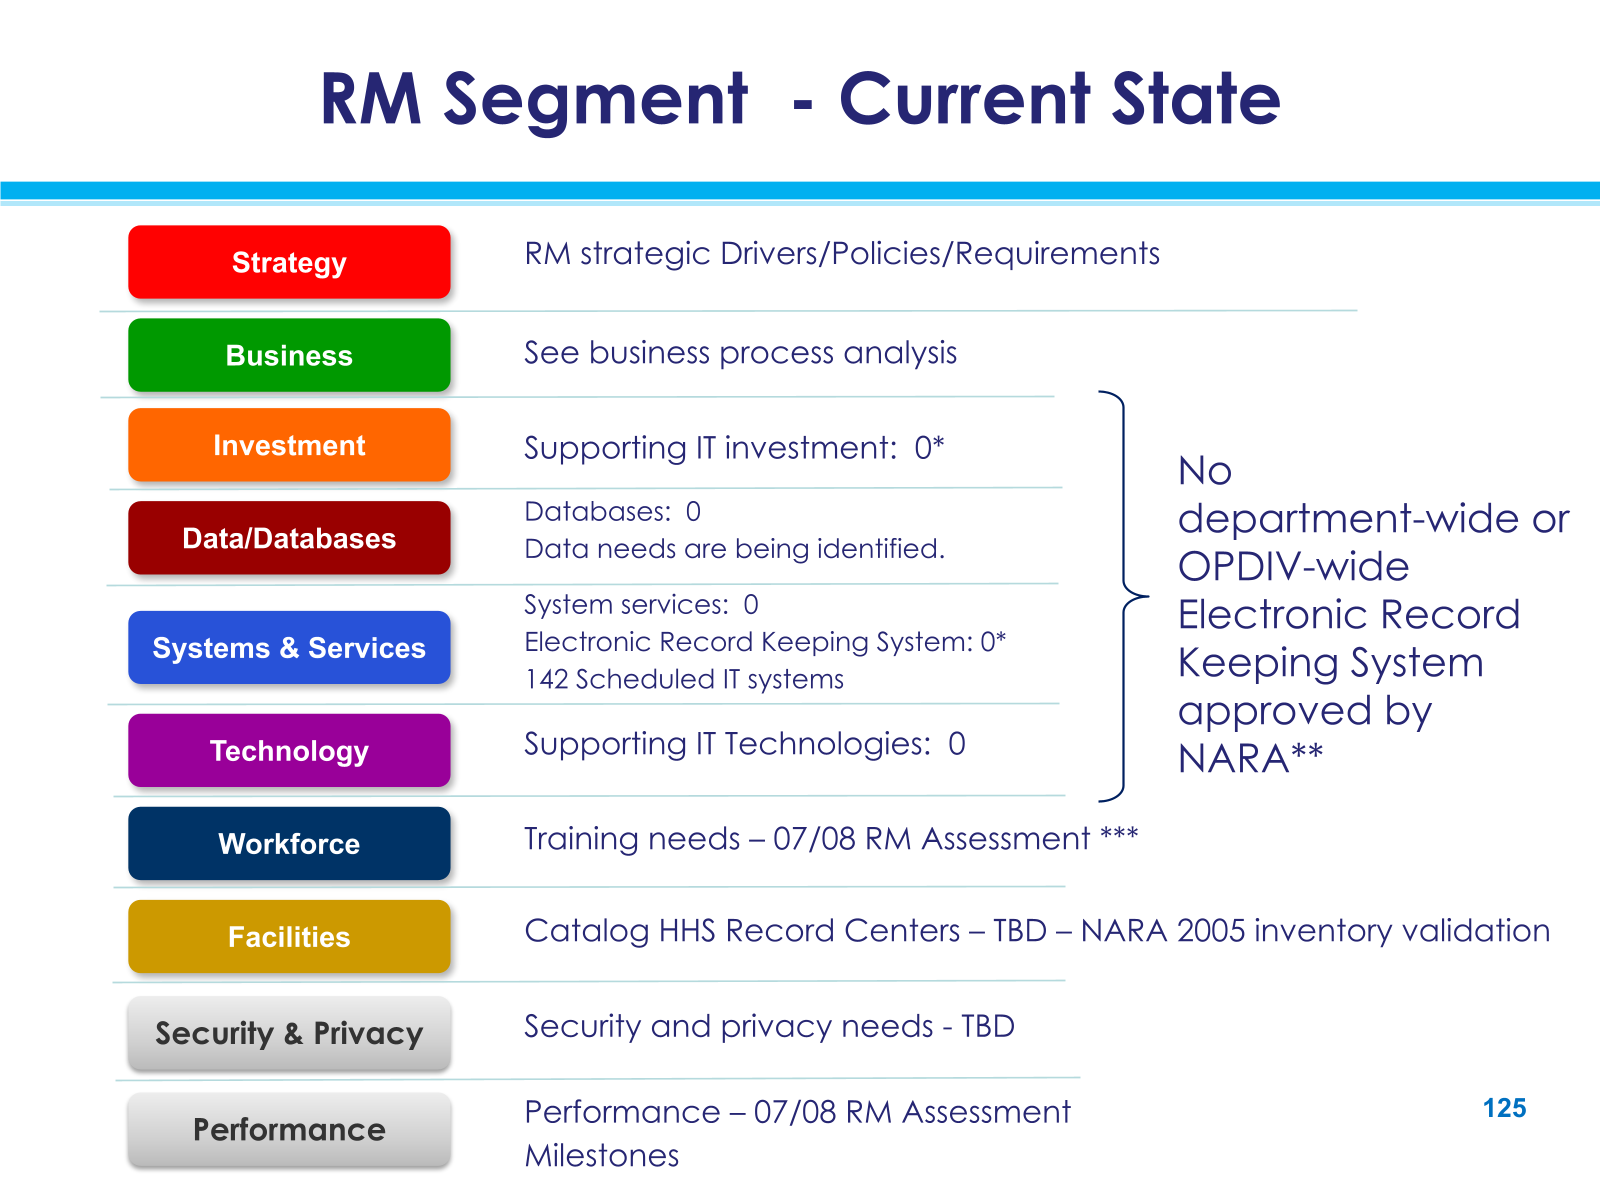 RM Segment - Current State
Strategy
RM strategic Drivers/Policies/Requirements
Business
See business process analysis
Investment
Supporting IT investment: 0*
Data/Databases
Databases: 0
Data needs are being identified.
Systems & Services
System services: 0
Electronic Record Keeping System: 0*
142 Scheduled IT systems
Technology
Supporting IT Technologies: 0
No
department-wide or
OPDIV-wide
Electronic Record
Keeping System
approved by
NARA**
Workforce
Training needs – 07/08 RM Assessment ***
Facilities
Catalog HHS Record Centers – TBD – NARA 2005 inventory validation
Security & Privacy
Security and privacy needs - TBD
Performance
Performance – 07/08 RM Assessment
Milestones
125